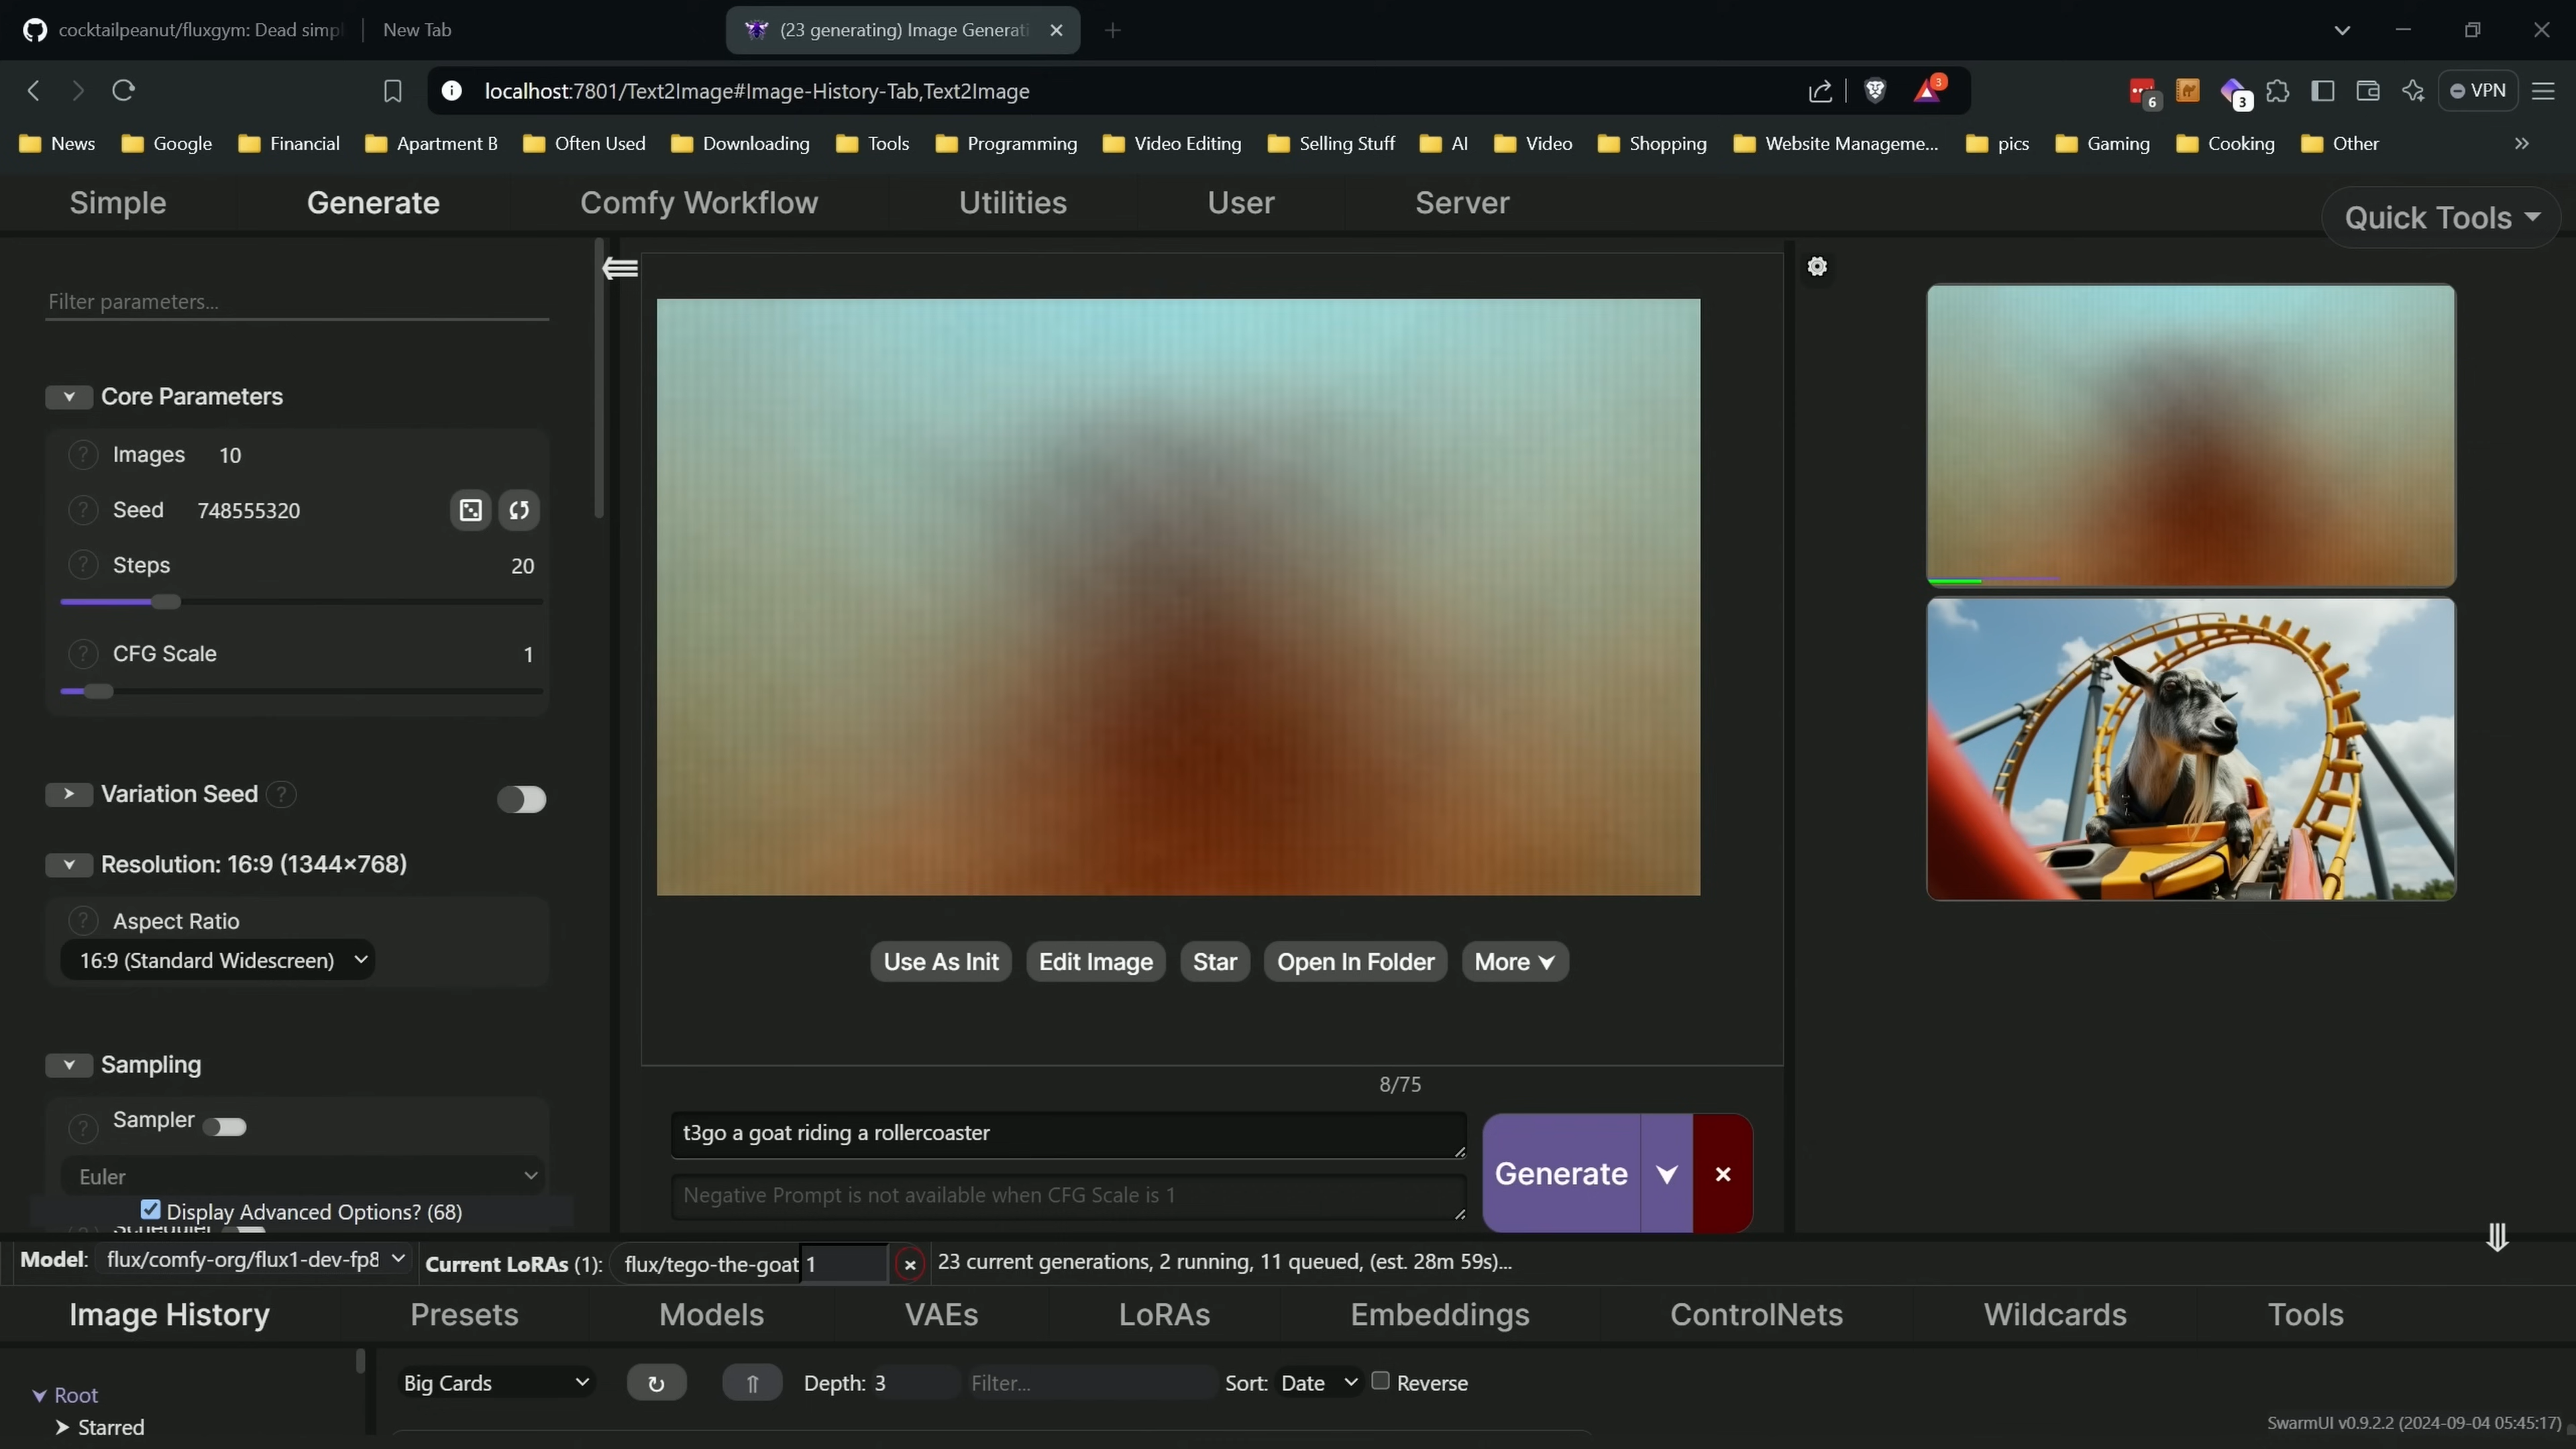 cocktailpeanut/fluxgym: Dead simpl
New Tab
(23 generating) Image Generati
localhost:7801/Text2Image#Image-History-Tab,Text2Image
3
6
3
VPN
News
Google
Financial
Apartment B
Often Used
Downloading
Tools
Programming
Video Editing
Selling Stuff
AI
Video
Shopping
Website Manageme...
pics
Gaming
Cooking
Other
Simple
Generate
Comfy Workflow
Utilities
User
Server
Quick Tools
Filter parameters...
Core Parameters
? Images 10
? Seed 748555320
? Steps 20
? CFG Scale 1
Variation Seed ?
Resolution: 16:9 (1344×768)
? Aspect Ratio
16:9 (Standard Widescreen)
Sampling
? Sampler
Euler
Display Advanced Options? (68)
Scheduler
Use As Init
Edit Image
Star
Open In Folder
More
8/75
t3go a goat riding a rollercoaster
Negative Prompt is not available when CFG Scale is 1
Generate
×
Model: flux/comfy-org/flux1-dev-fp8
Current LoRAs (1): flux/tego-the-goat 1 ×
23 current generations, 2 running, 11 queued, (est. 28m 59s)...
Image History
Presets
Models
VAEs
LoRAs
Embeddings
ControlNets
Wildcards
Tools
Big Cards
Depth: 3
Filter...
Sort: Date
Reverse
Root
Starred
SwarmUI v0.9.2.2 (2024-09-04 05:45:17)